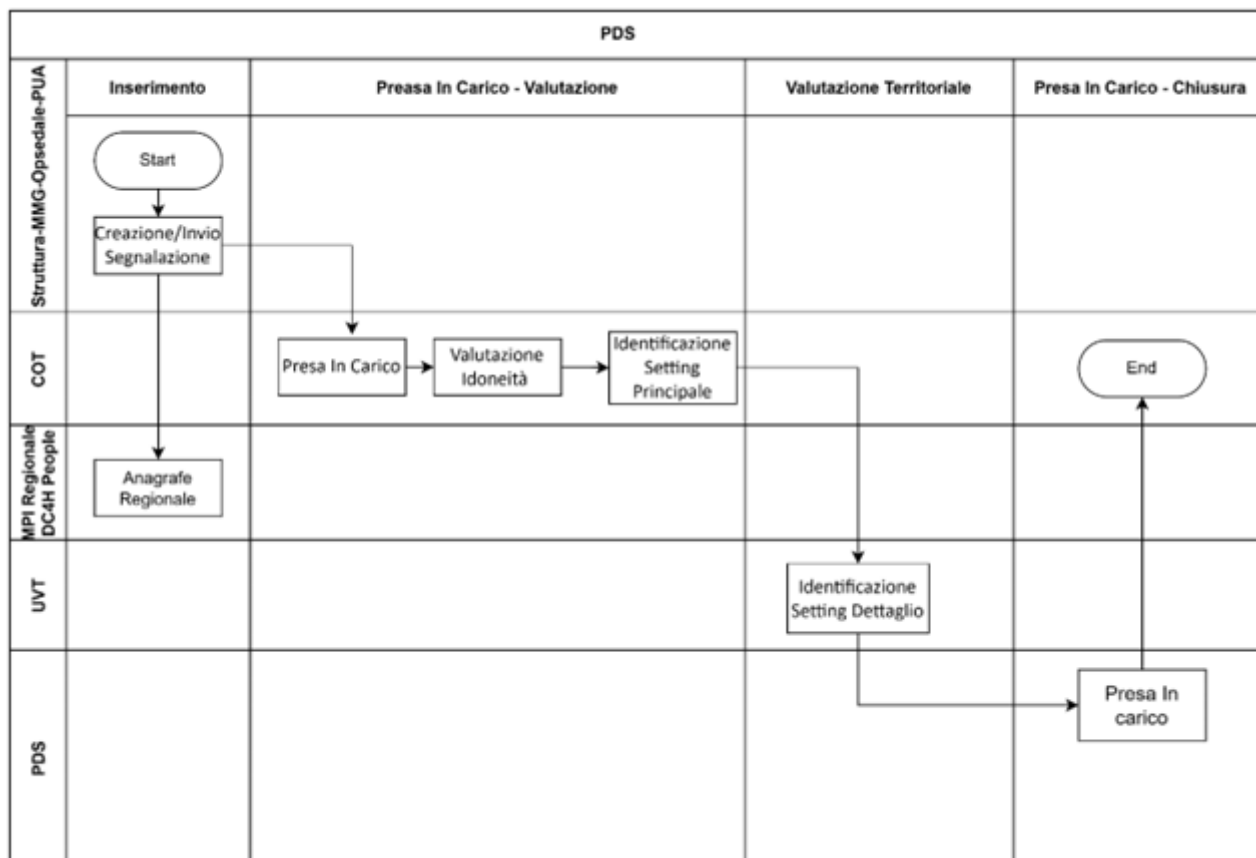 PDS
Inserimento
Preasa In Carico - Valutazione
Valutazione Territoriale
Presa In Carico - Chiusura
Struttura-MMG-Opsedale-PUA
Start
Creazione/Invio
Segnalazione
COT
Presa In Carico
Valutazione
Idoneità
Identificazione
Setting
Principale
End
MPI Regionale
DC4H People
Anagrafe
Regionale
UVT
Identificazione
Setting Dettaglio
PDS
Presa In
carico